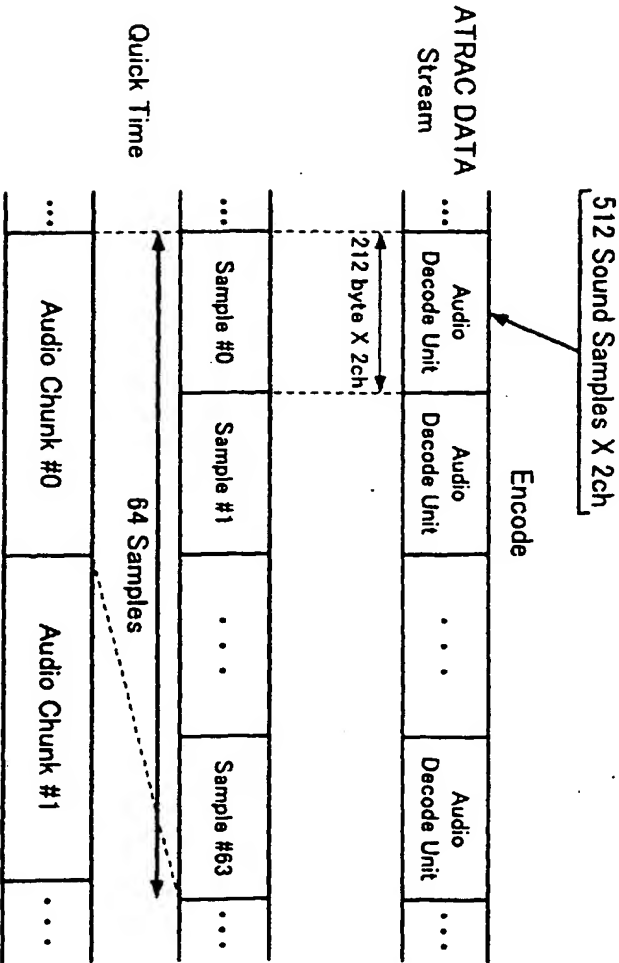 512 Sound Samples X 2ch
Encode
ATRAC DATA
Stream
...
Audio
Decode Unit
Audio
Decode Unit
...
Audio
Decode Unit
...
212 byte X 2ch
...
Sample #0
Sample #1
...
Sample #63
...
Quick Time
64 Samples
...
Audio Chunk #0
Audio Chunk #1
...